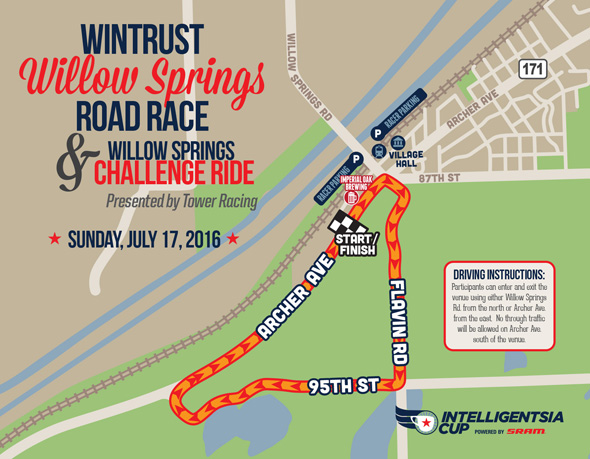 WINTRUST
Willow Springs
ROAD RACE
& WILLOW SPRINGS
CHALLENGE RIDE
Presented by Tower Racing
SUNDAY, JULY 17, 2016
WILLOW SPRINGS RD
P RACER PARKING
171
ARCHER AVE
VILLAGE
HALL
P
RACER PARKING
87TH ST
IMPERIAL OAK
BREWING
START/
FINISH
ARCHER AVE
FLAVIN RD
95TH ST
DRIVING INSTRUCTIONS:
Participants can enter and exit the
venue using either Willow Springs
Rd. from the north or Archer Ave.
from the east. No through traffic
will be allowed on Archer Ave.
south of the venue.
INTELLIGENTSIA
CUP POWERED BY SRAM